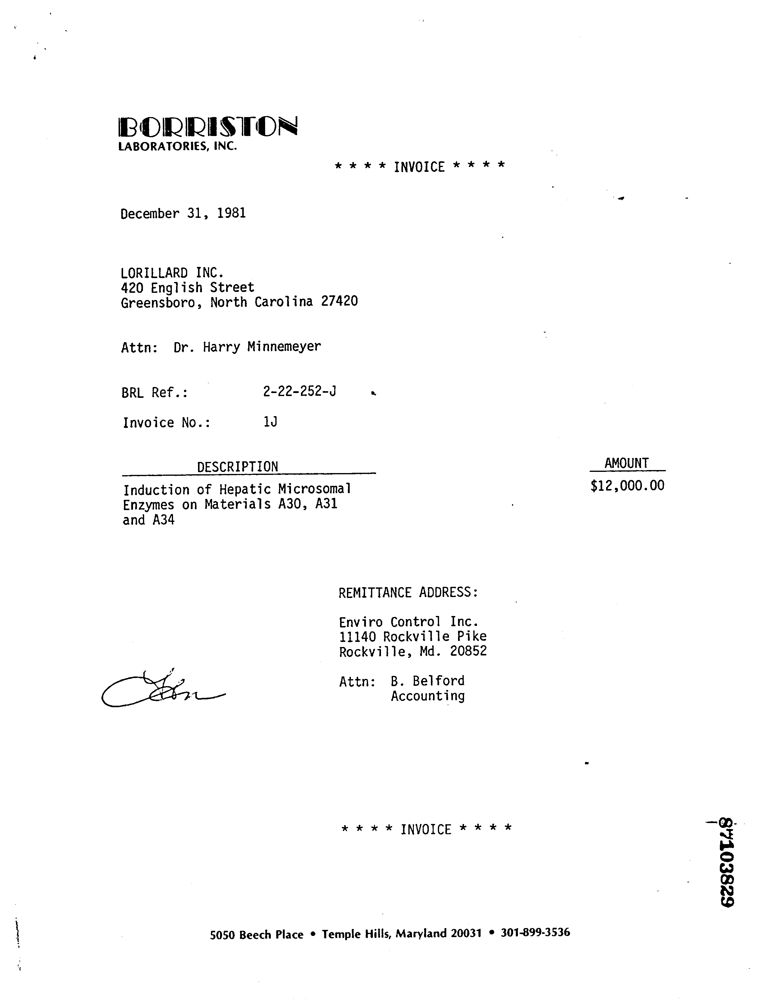 BORRISTON
LABORATORIES, INC.
* * * * INVOICE * * * *
December 31, 1981
LORILLARD INC.
420 English Street
Greensboro, North Carolina 27420
Attn: Dr. Harry Minnemeyer
BRL Ref.: 2-22-252-J
Invoice No.: 1J
DESCRIPTION AMOUNT
Induction of Hepatic Microsomal $12,000.00
Enzymes on Materials A30, A31
and A34
REMITTANCE ADDRESS:
Enviro Control Inc.
11140 Rockville Pike
Rockville, Md. 20852
Attn: B. Belford
Accounting
* * * * INVOICE * * * *
87103829
5050 Beech Place • Temple Hills, Maryland 20031 • 301-899-3536